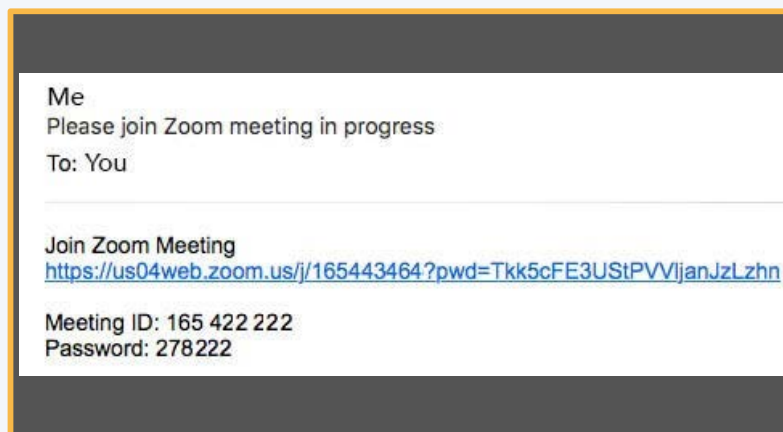 Me
Please join Zoom meeting in progress
To: You
Join Zoom Meeting
https://us04web.zoom.us/j/165443464?pwd=Tkk5cFE3UStPVVljanJzLzhn
Meeting ID: 165 422 222
Password: 278222